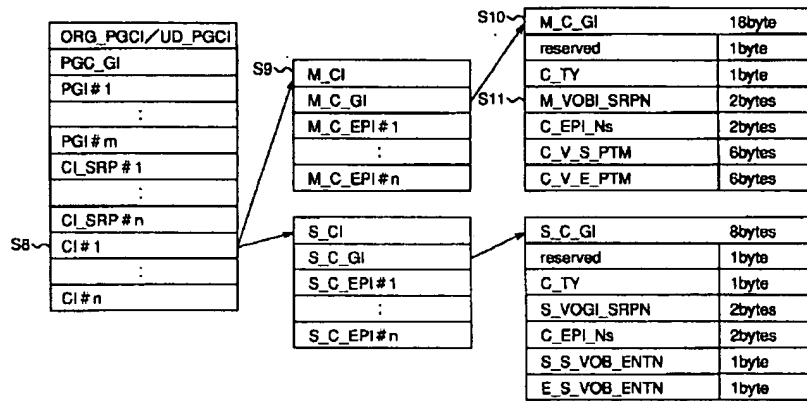 ORG_PGCI/UD_PGCI
PGC_GI
PGI#1
:
PGI#m
CI_SRP#1
:
CI_SRP#n
S8 CI#1
:
CI#n
S9 M_CI
M_C_GI
M_C_EPI#1
:
M_C_EPI#n
S_CI
S_C_GI
S_C_EPI#1
:
S_C_EPI#n
S10 M_C_GI 18byte
reserved 1byte
C_TY 1byte
S11 M_VOBI_SRPN 2bytes
C_EPI_Ns 2bytes
C_V_S_PTM 6bytes
C_V_E_PTM 6bytes
S_C_GI 8bytes
reserved 1byte
C_TY 1byte
S_VOGI_SRPN 2bytes
C_EPI_Ns 2bytes
S_S_VOB_ENTN 1byte
E_S_VOB_ENTN 1byte